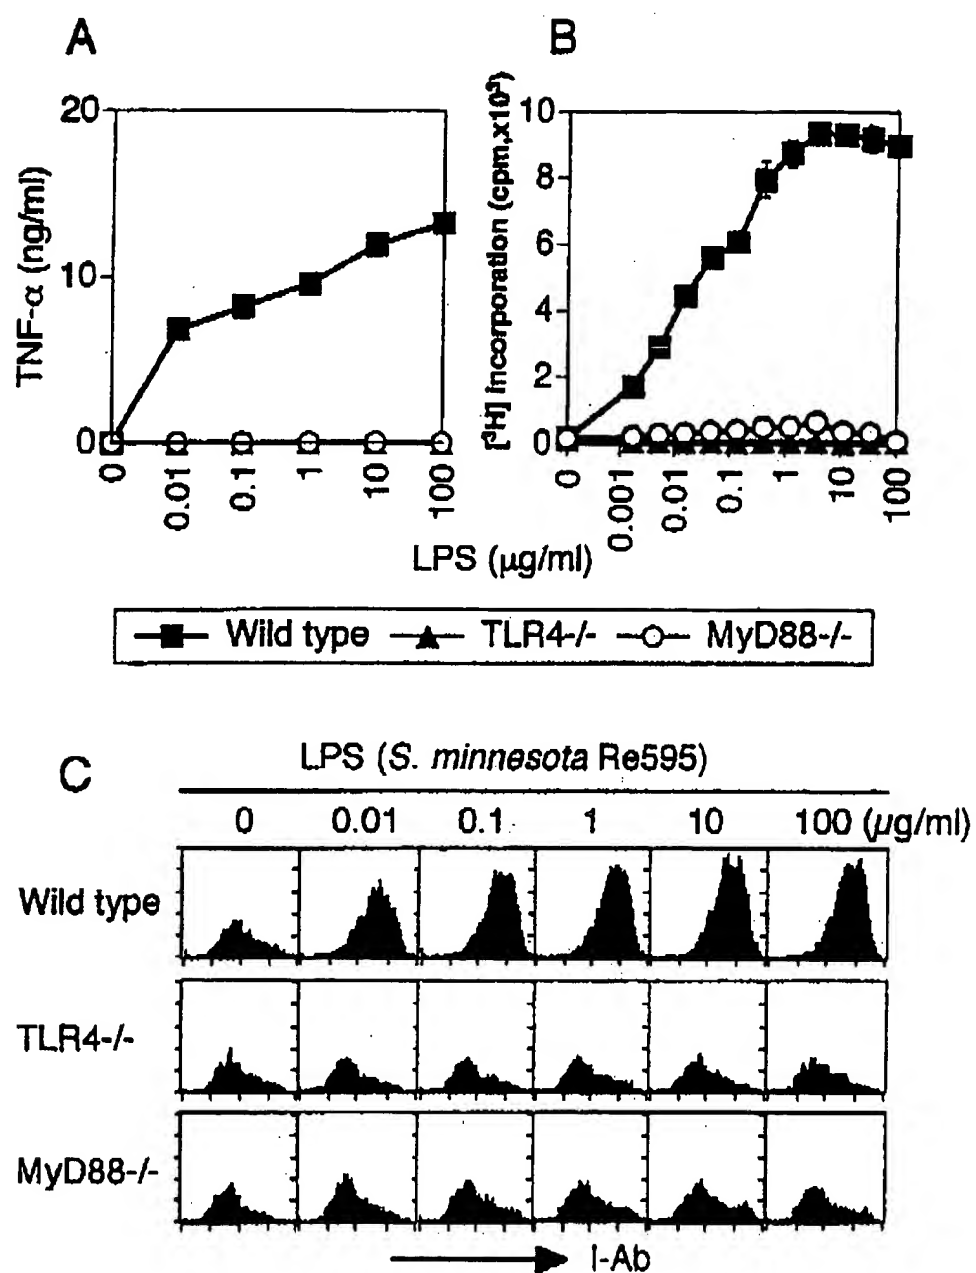 A
20
10
0
TNF-α (ng/ml)
0 0.01 0.1 1 10 100
B
10
8
6
4
2
0
[³H] incorporation (cpm,x10³)
0 0.001 0.01 0.1 1 10 100
LPS (μg/ml)
Wild type TLR4-/- MyD88-/-
C
LPS (S. minnesota Re595)
0 0.01 0.1 1 10 100 (μg/ml)
Wild type
TLR4-/-
MyD88-/-
I-Ab